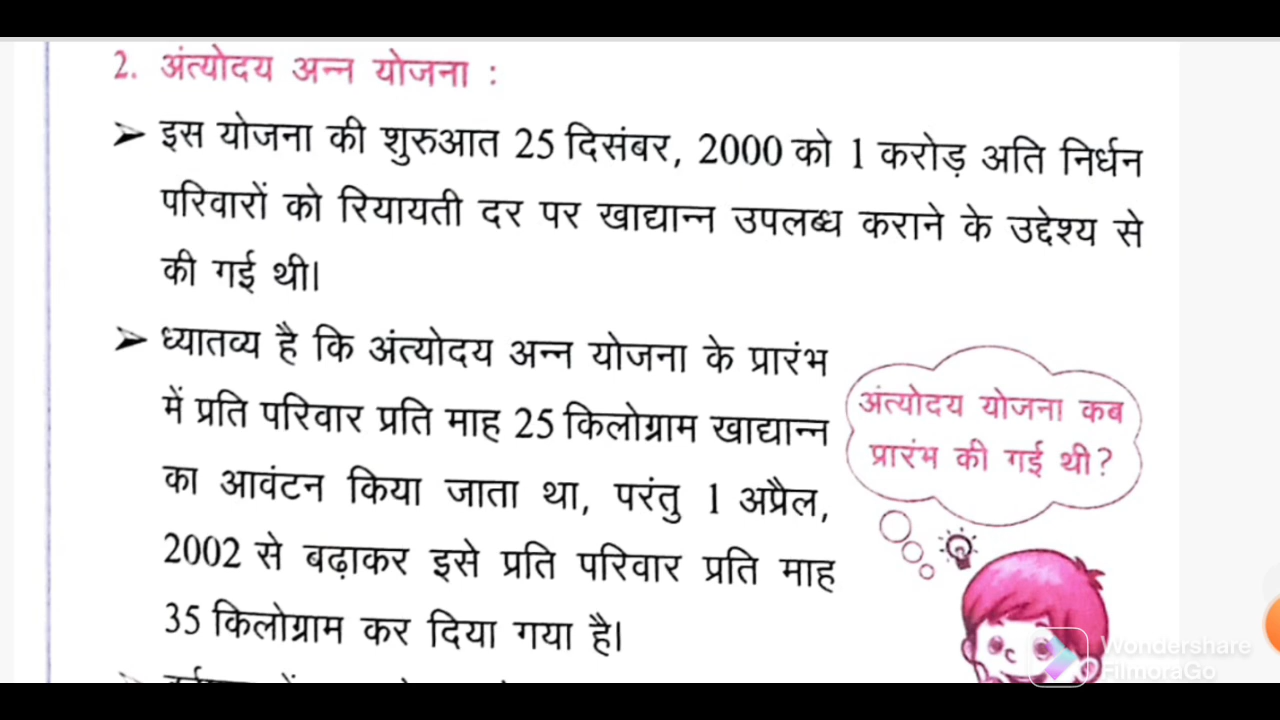 2. अंत्योदय अन्न योजना :
➢ इस योजना की शुरुआत 25 दिसंबर, 2000 को 1 करोड़ अति निर्धन
परिवारों को रियायती दर पर खाद्यान्न उपलब्ध कराने के उद्देश्य से
की गई थी।
➢ ध्यातव्य है कि अंत्योदय अन्न योजना के प्रारंभ
में प्रति परिवार प्रति माह 25 किलोग्राम खाद्यान्न
का आवंटन किया जाता था, परंतु 1 अप्रैल,
2002 से बढ़ाकर इसे प्रति परिवार प्रति माह
35 किलोग्राम कर दिया गया है।
अंत्योदय योजना कब
प्रारंभ की गई थी?
Wondershare
FilmoraGo